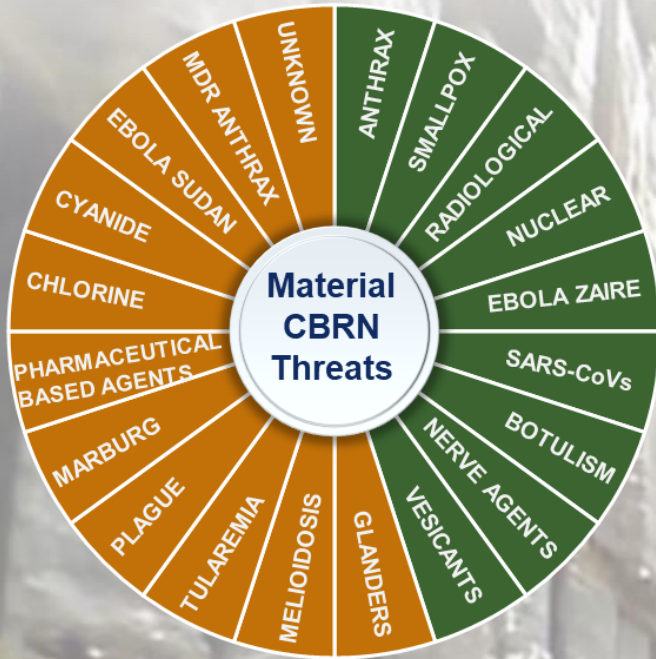 Material
CBRN
Threats
ANTHRAX
SMALLPOX
RADIOLOGICAL
NUCLEAR
EBOLA ZAIRE
SARS-CoVs
BOTULISM
NERVE AGENTS
VESICANTS
GLANDERS
MELIOIDOSIS
TULAREMIA
PLAGUE
MARBURG
PHARMACEUTICAL
BASED AGENTS
CHLORINE
CYANIDE
EBOLA SUDAN
MDR ANTHRAX
UNKNOWN